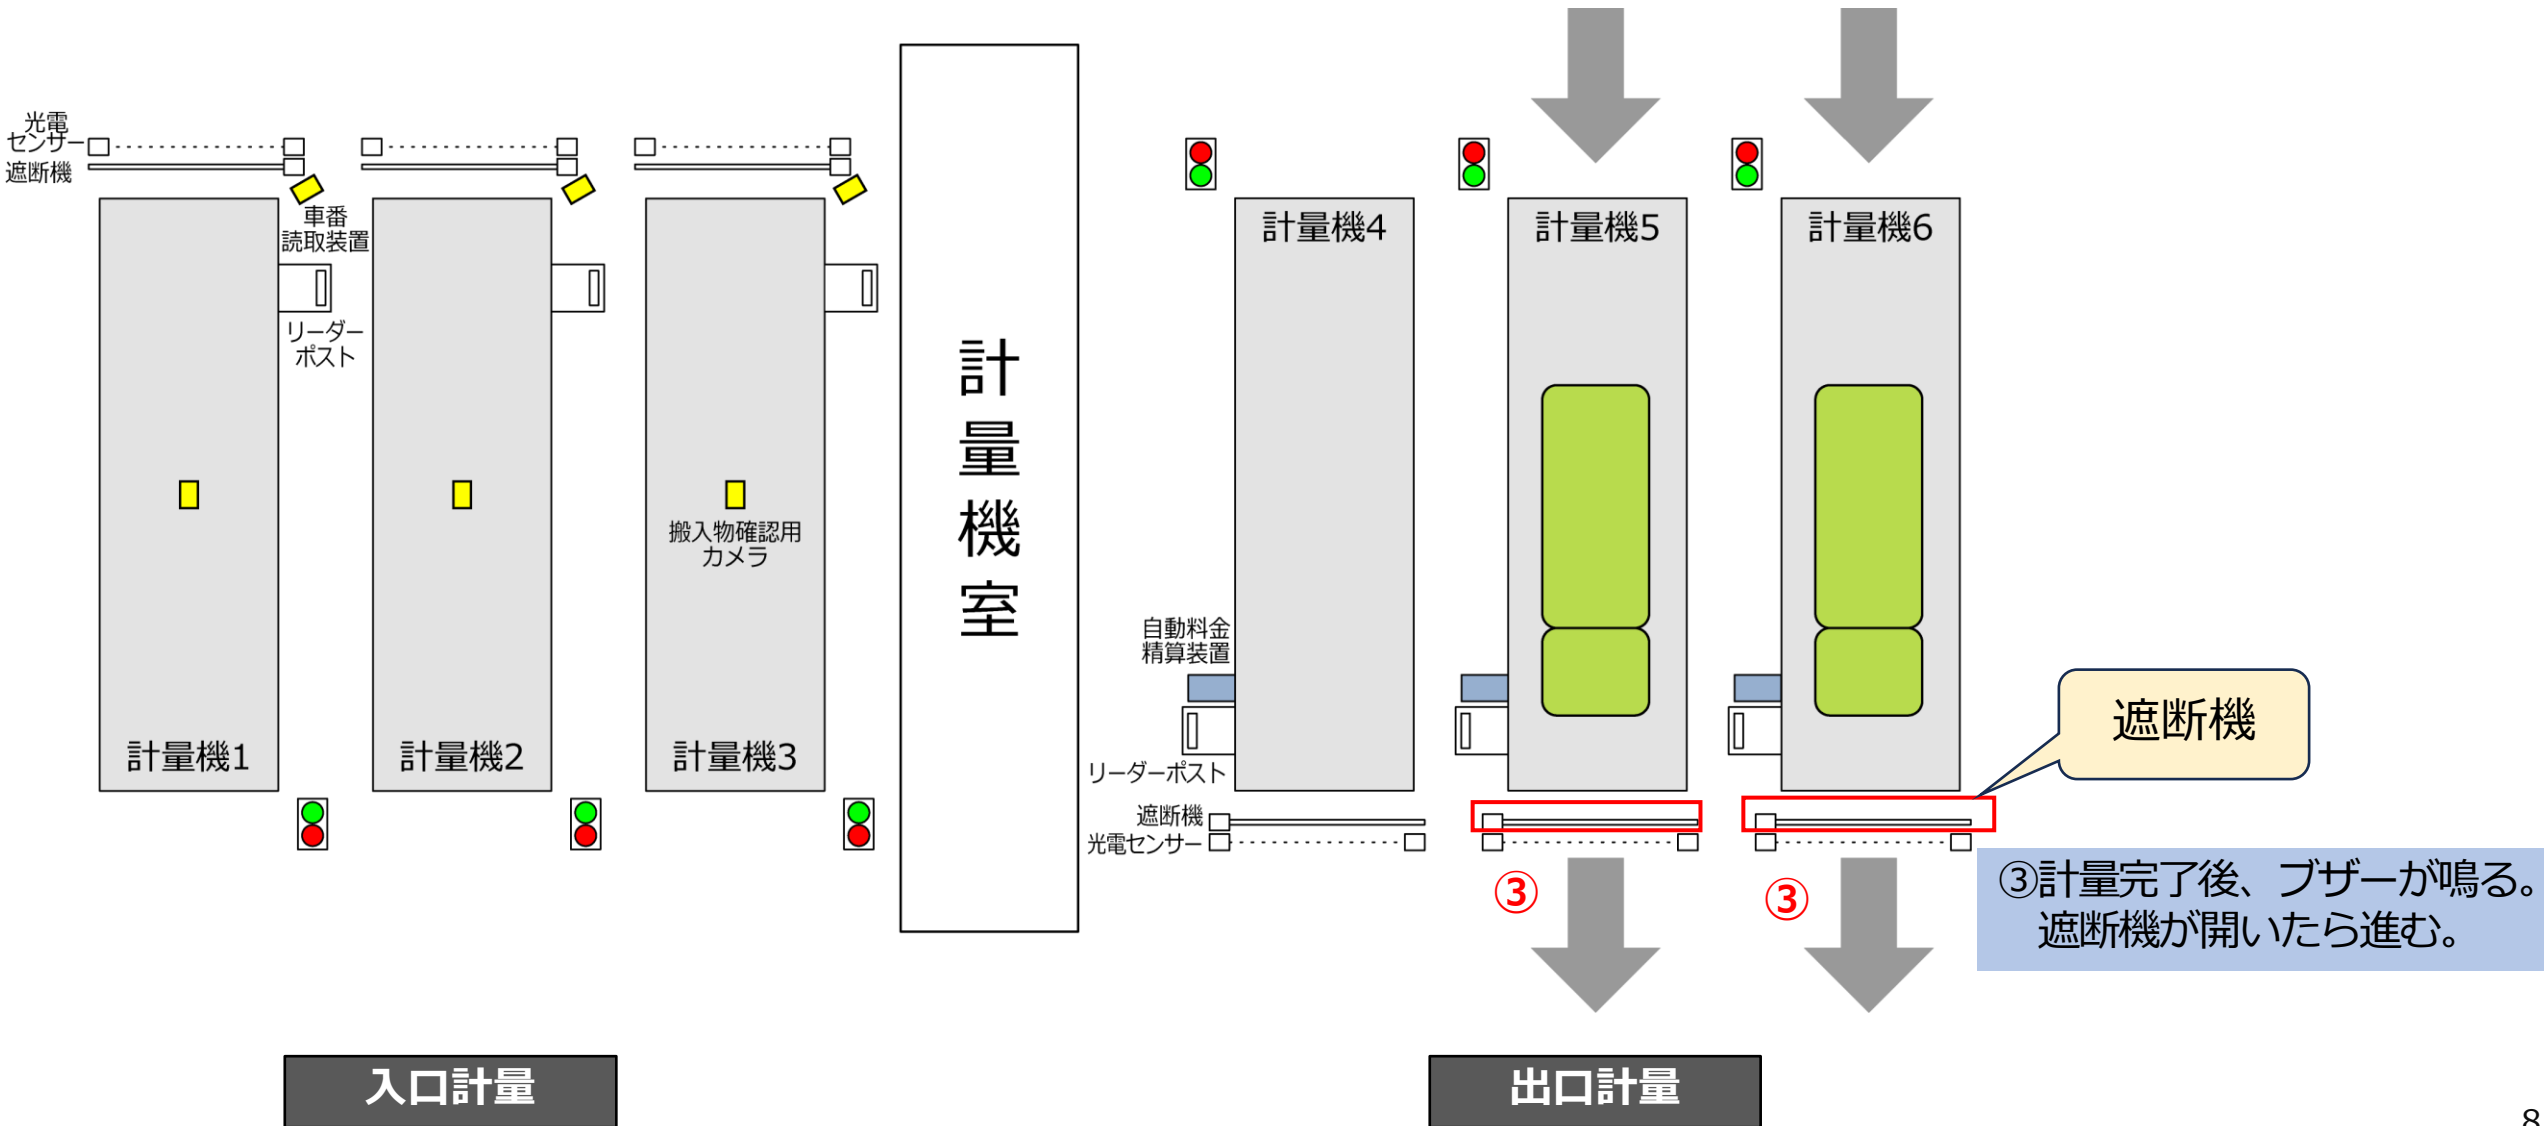 光電
センサー
遮断機
車番
読取装置
リーダー
ポスト
計量機1
計量機2
搬入物確認用
カメラ
計量機3
計量機室
計量機4
計量機5
計量機6
自動料金
精算装置
リーダーポスト
遮断機
光電センサー
遮断機
③
③
③計量完了後、ブザーが鳴る。
遮断機が開いたら進む。
入口計量
出口計量
8